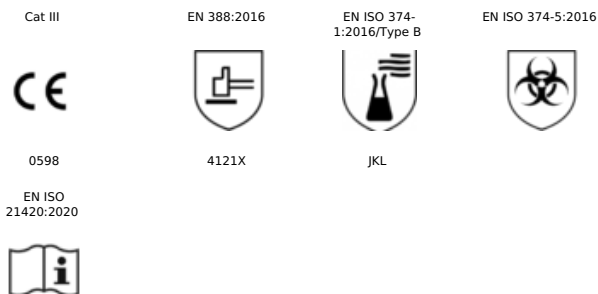 Cat III
EN 388:2016
EN ISO 374-
1:2016/Type B
EN ISO 374-5:2016
CE
i
0598
4121X
JKL
EN ISO
21420:2020
i